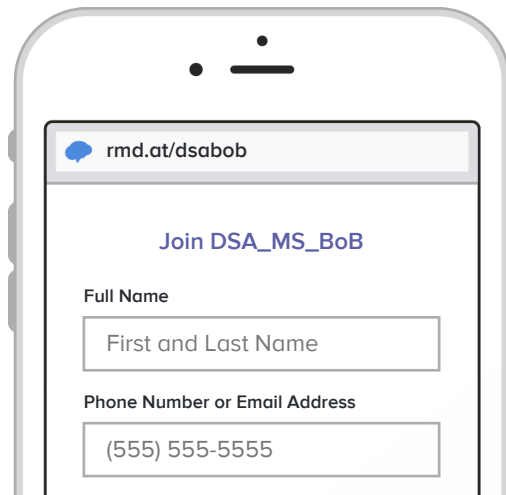 rmd.at/dsabob
Join DSA_MS_BoB
Full Name
First and Last Name
Phone Number or Email Address
(555) 555-5555